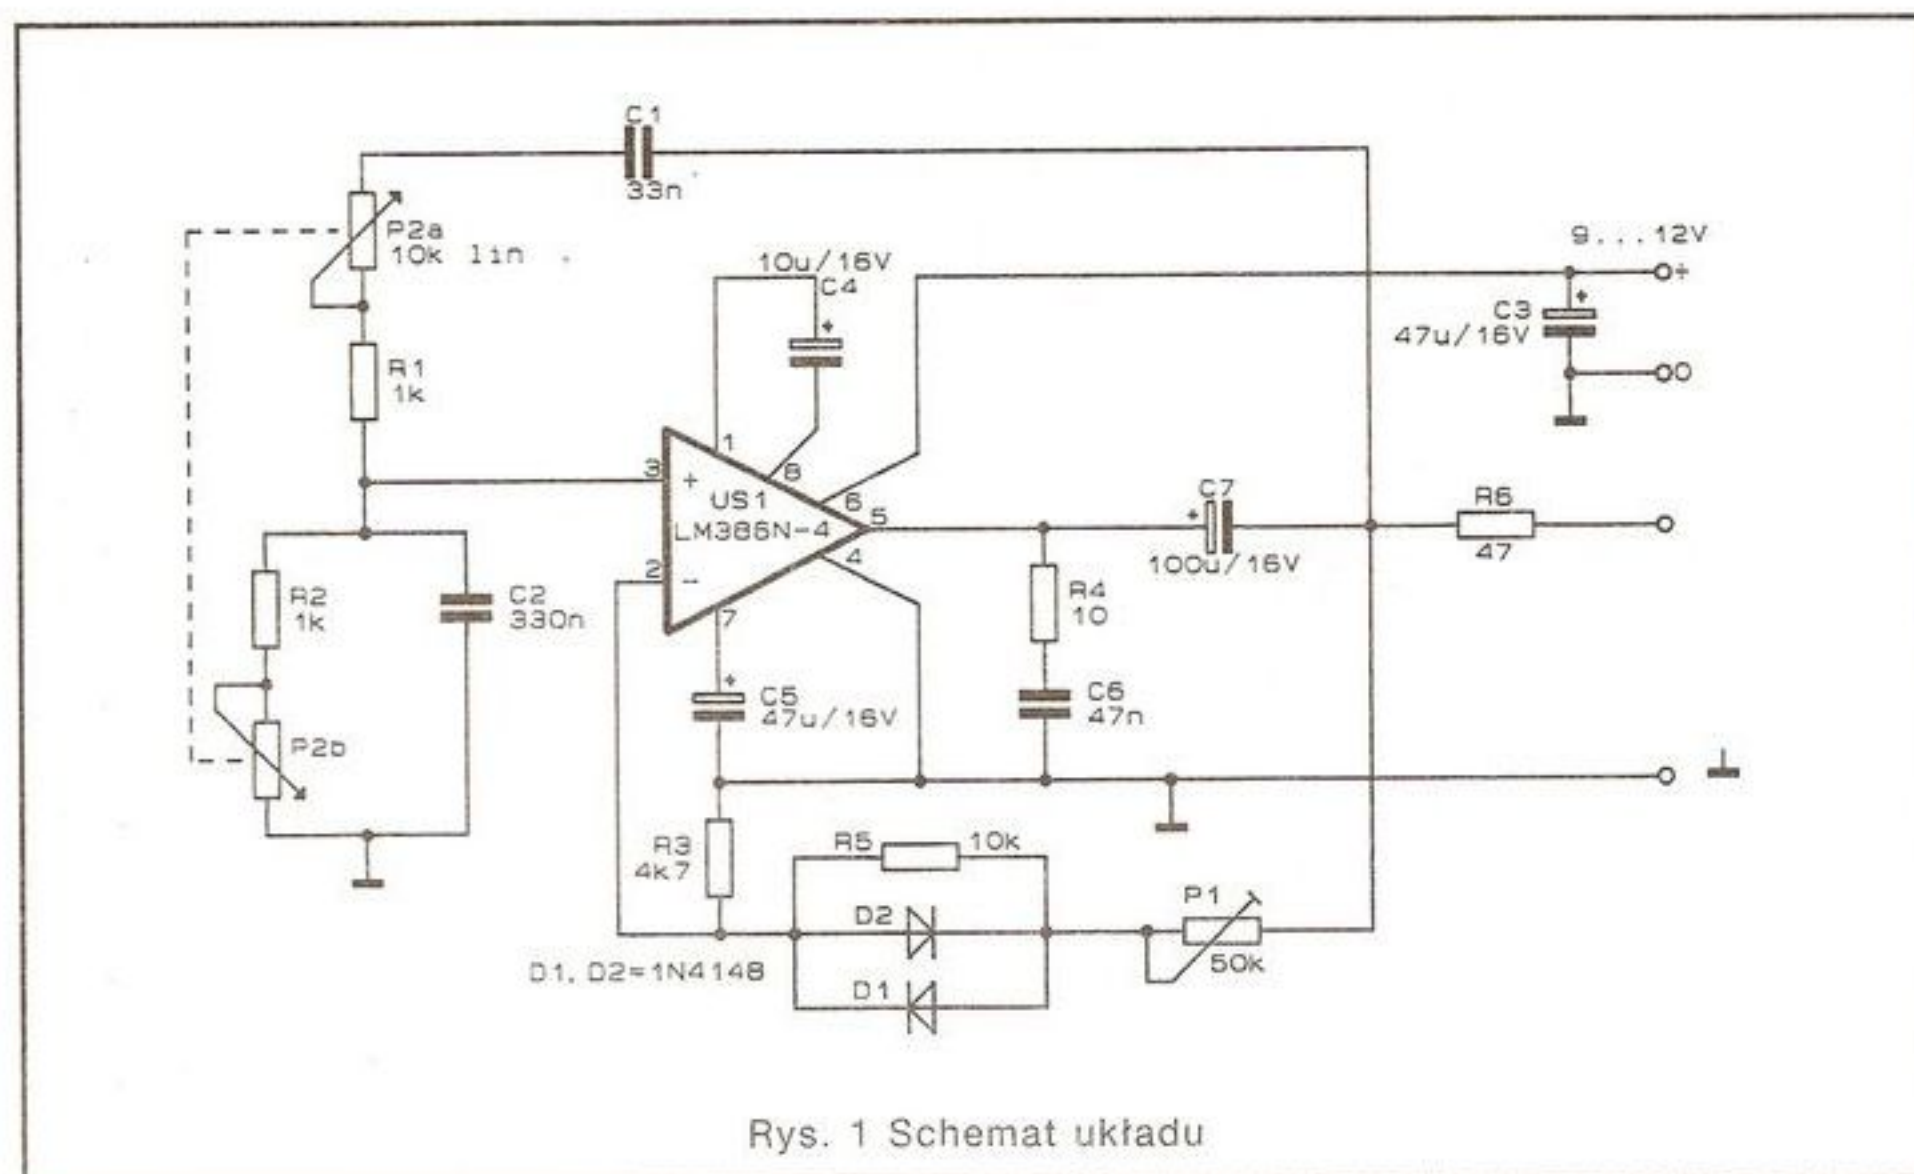 C1
33n
P2a
10k lin
10u/16V
C4
9...12V
+
C3
47u/16V
+
0
R1
1k
+
1
8
3
+
US1
LM386N-4
6
5
C7
+
100u/16V
R6
47
2
-
4
7
R2
1k
C2
330n
R4
10
P2b
+
C5
47u/16V
C6
47n
R3
4k7
R5
10k
D2
P1
50k
D1, D2=1N4148
D1
Rys. 1 Schemat układu